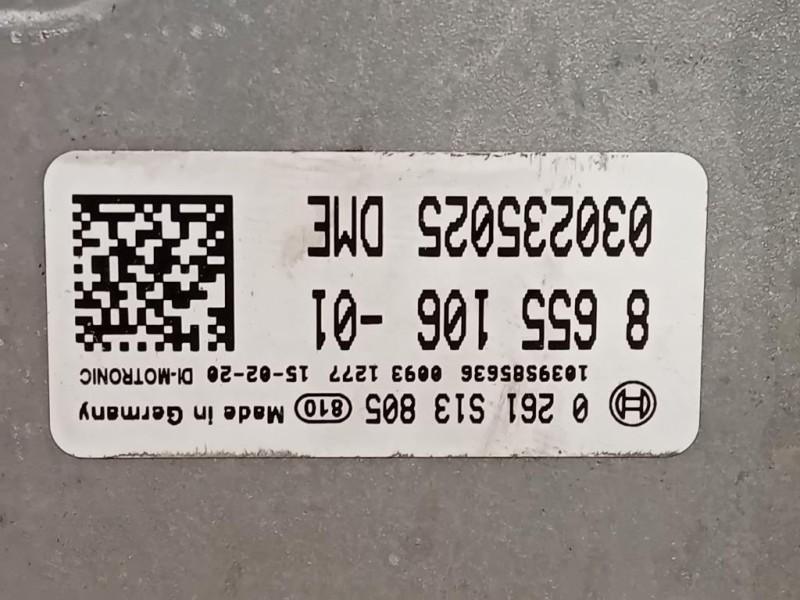 0 261 S13 805 810 Made in Germany
1039S85636 0093 1277 15-02-20 DI-MOTRONIC
8 655 106 -01
030235025 DME